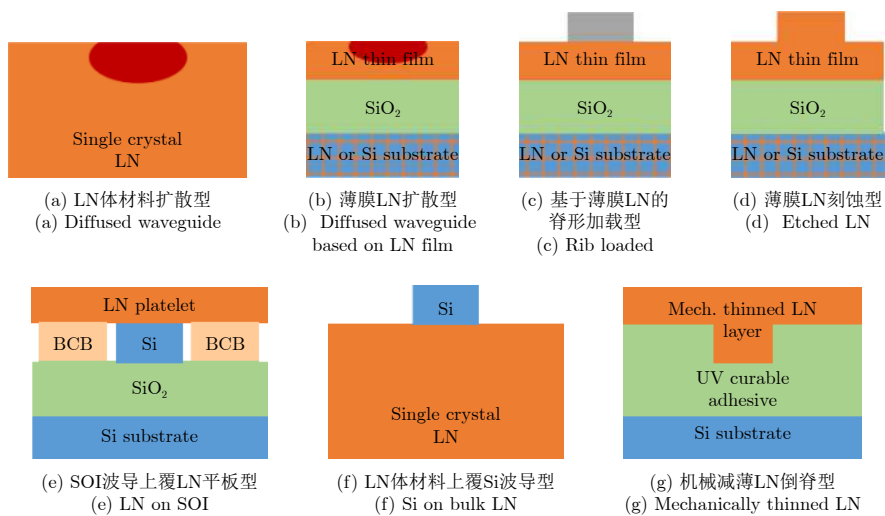 Single crystal
LN
(a) LN体材料扩散型
(a) Diffused waveguide
LN thin film
SiO₂
LN or Si substrate
(b) 薄膜LN扩散型
(b) Diffused waveguide
based on LN film
LN thin film
SiO₂
LN or Si substrate
(c) 基于薄膜LN的
脊形加载型
(c) Rib loaded
LN thin film
SiO₂
LN or Si substrate
(d) 薄膜LN刻蚀型
(d) Etched LN
LN platelet
BCB
Si
BCB
SiO₂
Si substrate
(e) SOI波导上覆LN平板型
(e) LN on SOI
Si
Single crystal
LN
(f) LN体材料上覆Si波导型
(f) Si on bulk LN
Mech. thinned LN
layer
UV curable
adhesive
Si substrate
(g) 机械减薄LN倒脊型
(g) Mechanically thinned LN